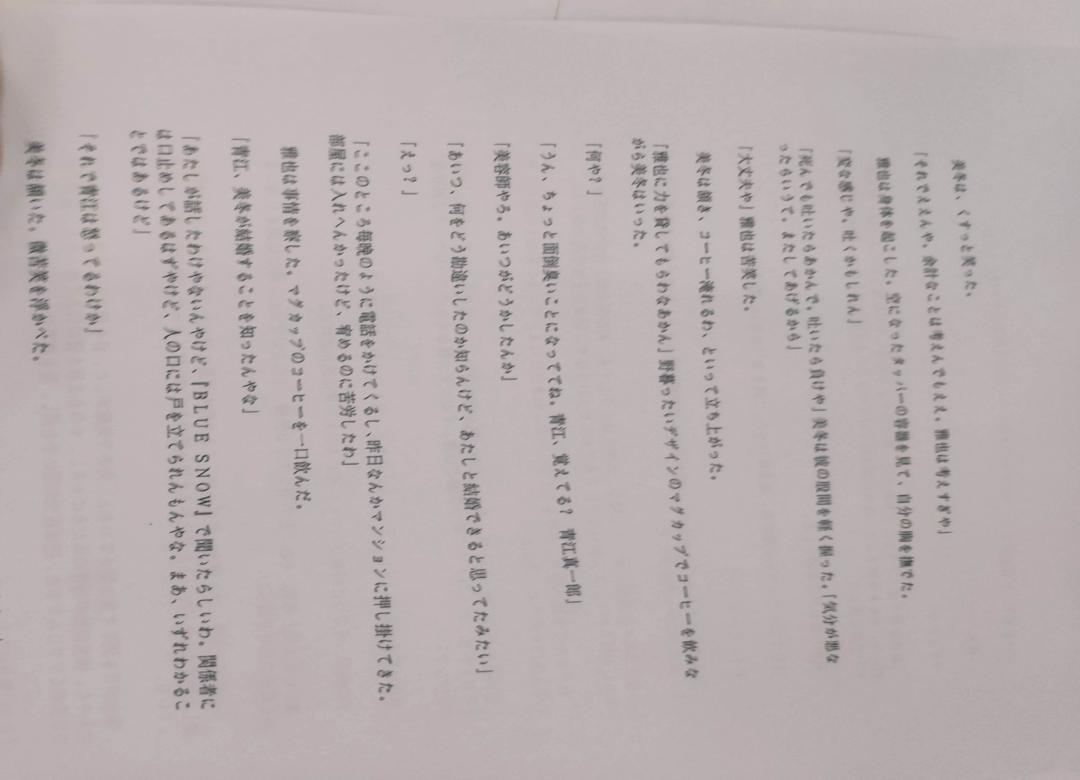 美冬は、くすっと笑った。
「それでええんや。余計なことは考えんでもええ。雅也は考えすぎや」
雅也は身体を起こした。空になったタッパーの容器を見て、自分の胸を撫でた。
「変な感じや。吐くかもしれん」
「死んでも吐いたらあかんで。吐いたら負けや」美冬は彼の股間を軽く握った。「気分が悪な
ったらいうて。またしてあげるから」
「大丈夫や」雅也は苦笑した。
美冬は頷き、コーヒー淹れるわ、といって立ち上がった。
「雅也に力を貸してもらわなあかん」野暮ったいデザインのマグカップでコーヒーを飲みな
がら美冬はいった。
「何や？」
「うん、ちょっと面倒臭いことになっててね。青江、覚えてる？　青江真一郎」
「美容師やろ。あいつがどうかしたんか」
「あいつ、何をどう勘違いしたのか知らんけど、あたしと結婚できると思ってたみたい」
「えっ？」
「ここのところ毎晩のように電話をかけてくるし、昨日なんかマンションに押し掛けてきた。
部屋には入れへんかったけど、宥めるのに苦労したわ」
雅也は事情を察した。マグカップのコーヒーを一口飲んだ。
「青江、美冬が結婚することを知ったんやな」
「あたしが話したわけやないんやけど、『BLUE SNOW』で聞いたらしいわ。関係者に
は口止めしてあるはずやけど、人の口には戸を立てられんもんやな。まあ、いずれわかるこ
とではあるけど」
「それで青江は怒ってるわけか」
美冬は頷いた。微苦笑を浮かべた。